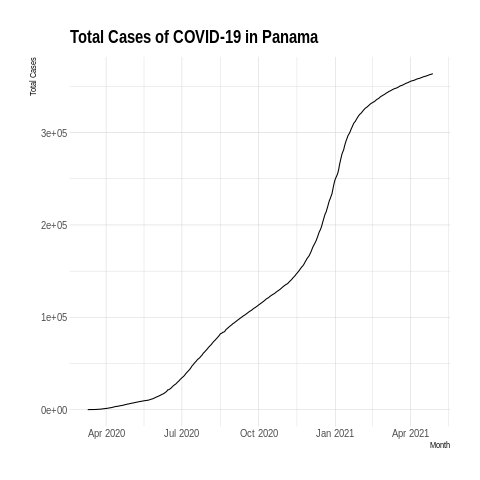 Total Cases of COVID-19 in Panama
Total Cases
3e+05
2e+05
1e+05
0e+00
Apr 2020 Jul 2020 Oct 2020 Jan 2021 Apr 2021
Month